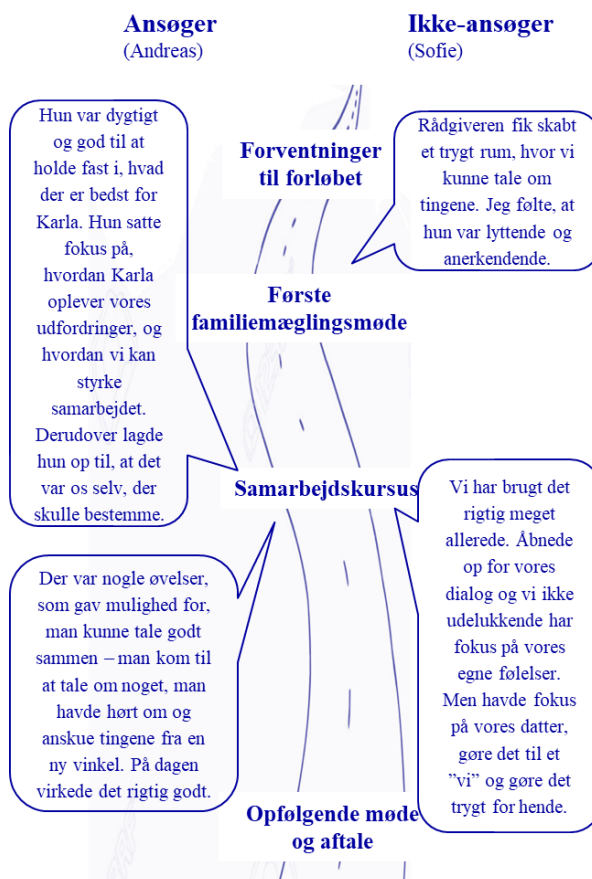 Ansøger
(Andreas)
Ikke-ansøger
(Sofie)
Forventninger
til forløbet
Hun var dygtigt
og god til at
holde fast i, hvad
der er bedst for
Karla. Hun satte
fokus på,
hvordan Karla
oplever vores
udfordringer, og
hvordan vi kan
styrke
samarbejdet.
Derudover lagde
hun op til, at det
var os selv, der
skulle bestemme.
Rådgiveren fik skabt
et trygt rum, hvor vi
kunne tale om
tingene. Jeg følte, at
hun var lyttende og
anerkendende.
Første
familiemæglingsmøde
Samarbejdskursus
Der var nogle øvelser,
som gav mulighed for,
man kunne tale godt
sammen – man kom til
at tale om noget, man
havde hørt om og
anskue tingene fra en
ny vinkel. På dagen
virkede det rigtig godt.
Vi har brugt det
rigtig meget
allerede. Åbnede
op for vores
dialog og vi ikke
udelukkende har
fokus på vores
egne følelser.
Men havde fokus
på vores datter,
gøre det til et
”vi” og gøre det
trygt for hende.
Opfølgende møde
og aftale